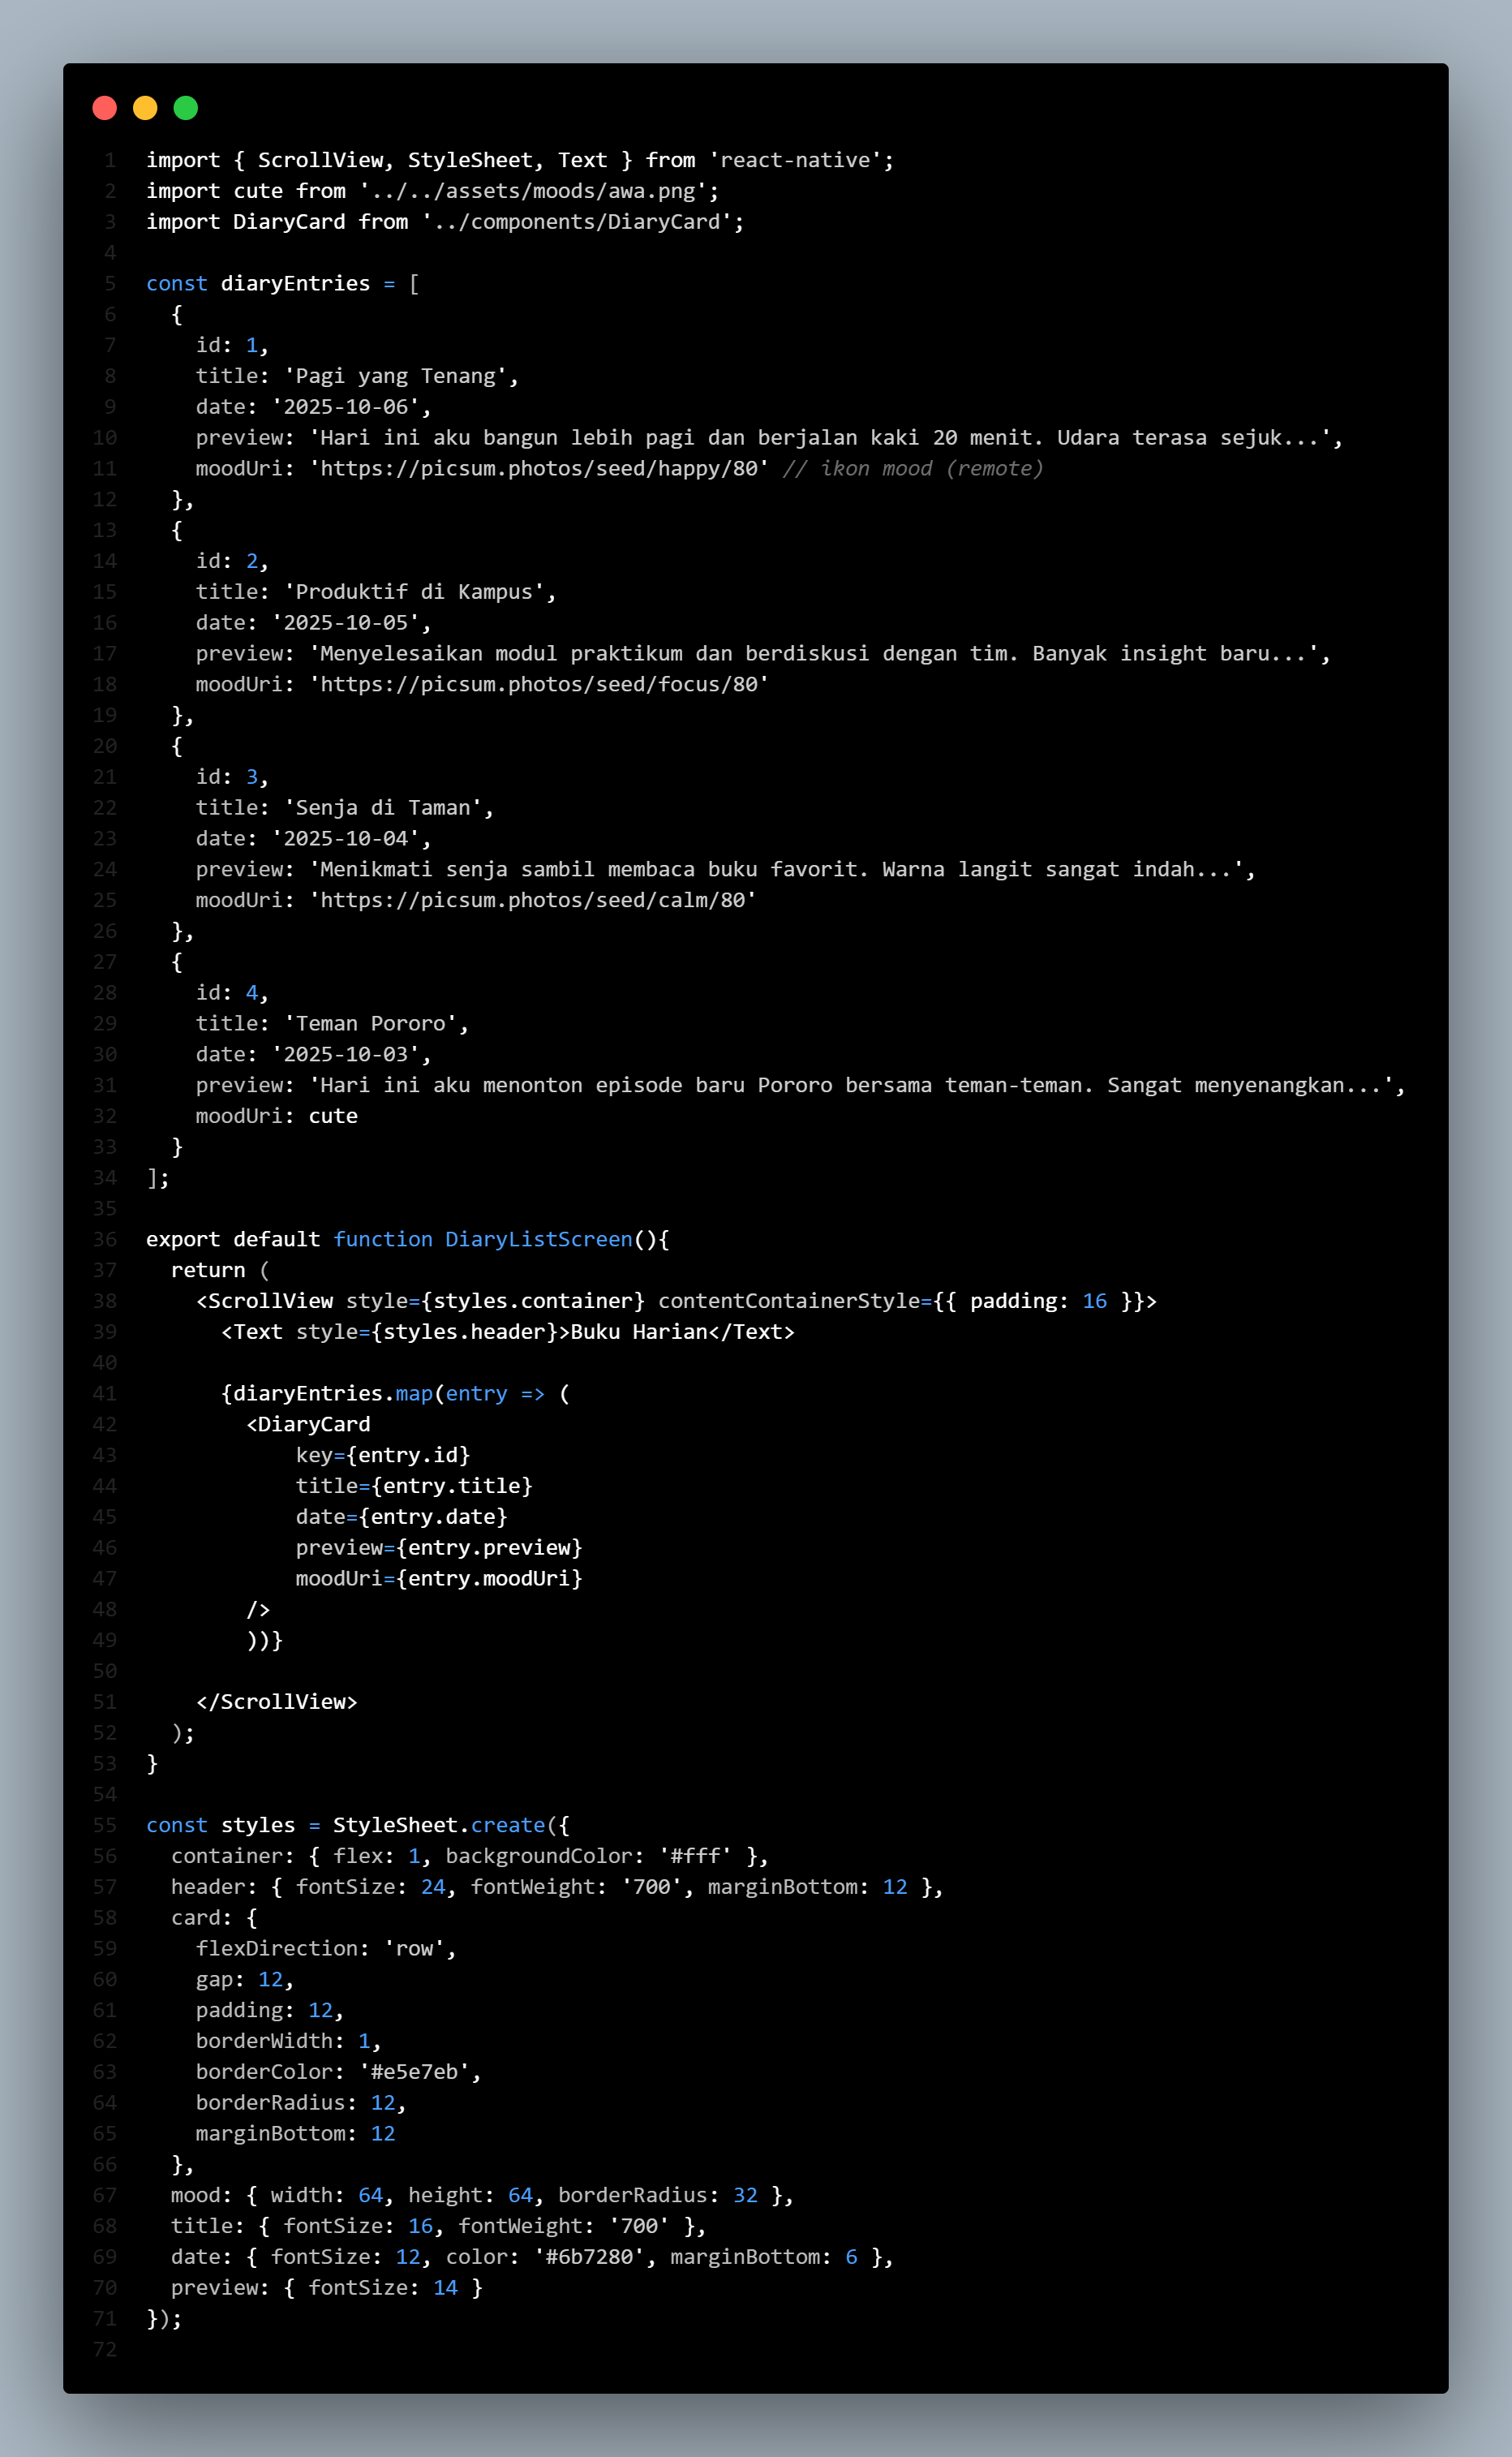 1 import { ScrollView, StyleSheet, Text } from 'react-native';
2 import cute from '../../assets/moods/awa.png';
3 import DiaryCard from '../components/DiaryCard';
4
5 const diaryEntries = [
6   {
7     id: 1,
8     title: 'Pagi yang Tenang',
9     date: '2025-10-06',
10     preview: 'Hari ini aku bangun lebih pagi dan berjalan kaki 20 menit. Udara terasa sejuk...',
11     moodUri: 'https://picsum.photos/seed/happy/80' // ikon mood (remote)
12   },
13   {
14     id: 2,
15     title: 'Produktif di Kampus',
16     date: '2025-10-05',
17     preview: 'Menyelesaikan modul praktikum dan berdiskusi dengan tim. Banyak insight baru...',
18     moodUri: 'https://picsum.photos/seed/focus/80'
19   },
20   {
21     id: 3,
22     title: 'Senja di Taman',
23     date: '2025-10-04',
24     preview: 'Menikmati senja sambil membaca buku favorit. Warna langit sangat indah...',
25     moodUri: 'https://picsum.photos/seed/calm/80'
26   },
27   {
28     id: 4,
29     title: 'Teman Pororo',
30     date: '2025-10-03',
31     preview: 'Hari ini aku menonton episode baru Pororo bersama teman-teman. Sangat menyenangkan...',
32     moodUri: cute
33   }
34 ];
35
36 export default function DiaryListScreen(){
37   return (
38     <ScrollView style={styles.container} contentContainerStyle={{ padding: 16 }}>
39       <Text style={styles.header}>Buku Harian</Text>
40
41       {diaryEntries.map(entry => (
42         <DiaryCard
43             key={entry.id}
44             title={entry.title}
45             date={entry.date}
46             preview={entry.preview}
47             moodUri={entry.moodUri}
48         />
49         ))}
50
51     </ScrollView>
52   );
53 }
54
55 const styles = StyleSheet.create({
56   container: { flex: 1, backgroundColor: '#fff' },
57   header: { fontSize: 24, fontWeight: '700', marginBottom: 12 },
58   card: {
59     flexDirection: 'row',
60     gap: 12,
61     padding: 12,
62     borderWidth: 1,
63     borderColor: '#e5e7eb',
64     borderRadius: 12,
65     marginBottom: 12
66   },
67   mood: { width: 64, height: 64, borderRadius: 32 },
68   title: { fontSize: 16, fontWeight: '700' },
69   date: { fontSize: 12, color: '#6b7280', marginBottom: 6 },
70   preview: { fontSize: 14 }
71 });
72